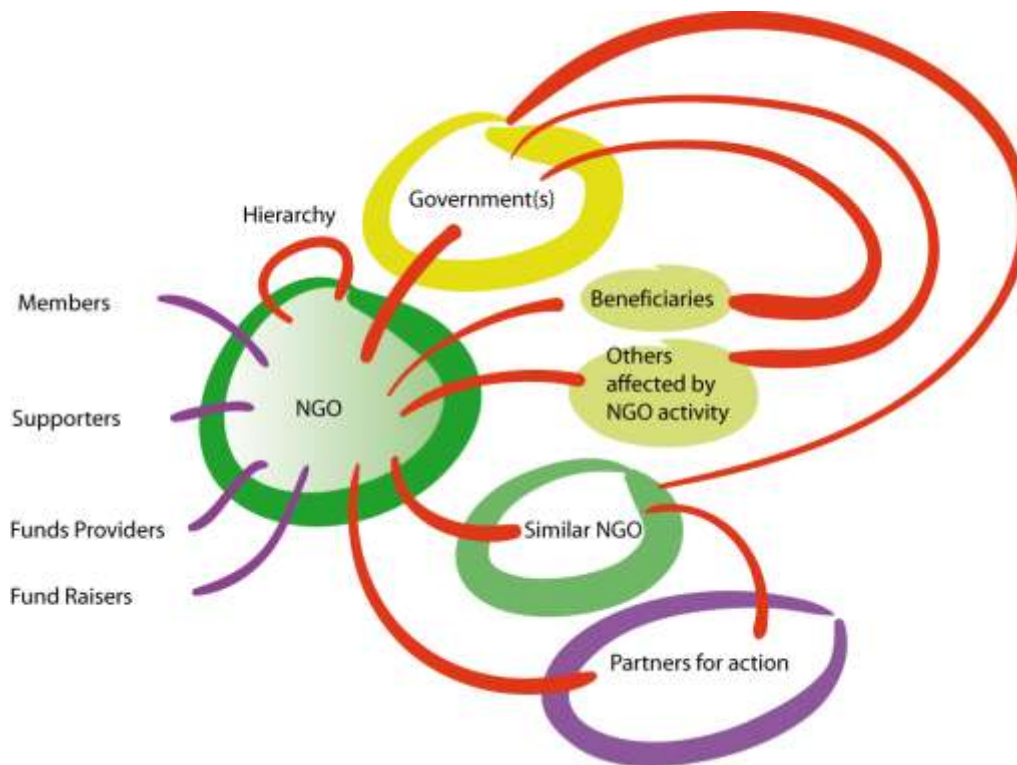 Government(s)
Hierarchy
Members
Beneficiaries
Others
affected by
NGO activity
NGO
Supporters
Funds Providers
Similar NGO
Fund Raisers
Partners for action